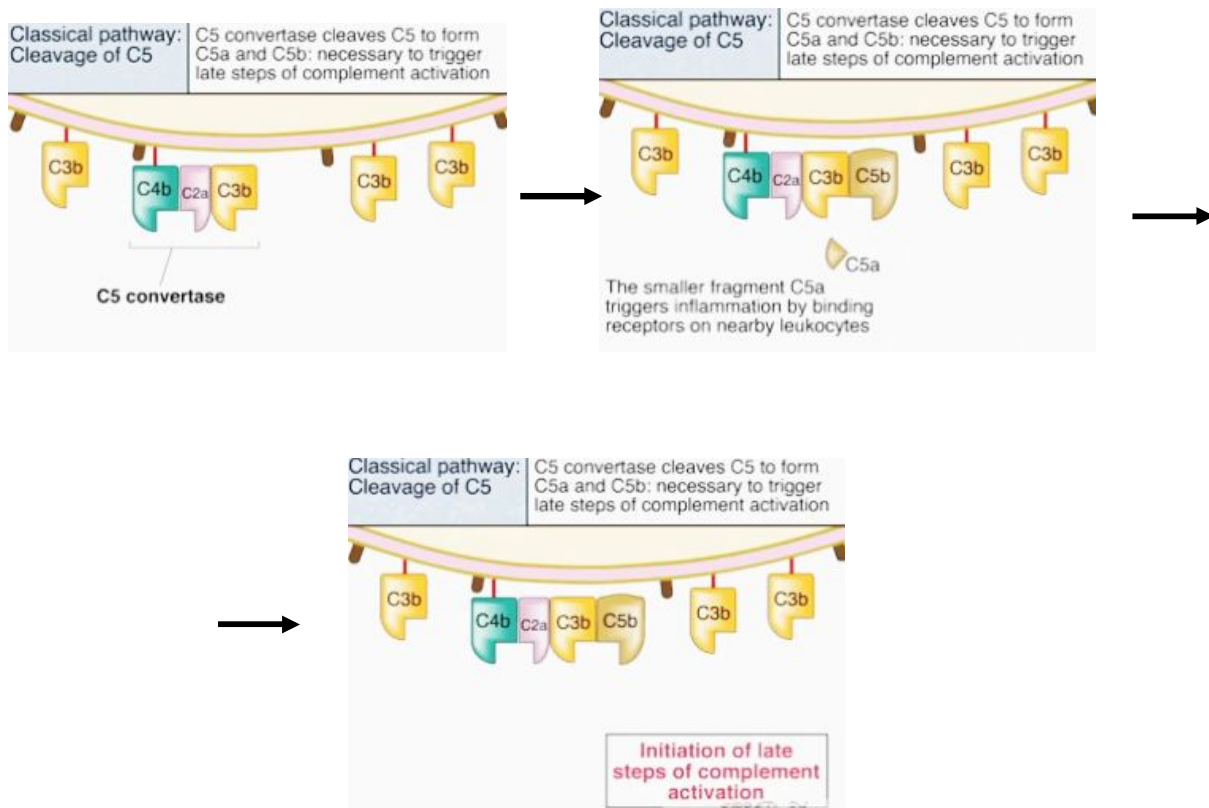 Classical pathway:
Cleavage of C5
C5 convertase cleaves C5 to form
C5a and C5b: necessary to trigger
late steps of complement activation
C3b
C4b
C2a
C3b
C3b
C3b
C5 convertase
Classical pathway:
Cleavage of C5
C5 convertase cleaves C5 to form
C5a and C5b: necessary to trigger
late steps of complement activation
C3b
C4b
C2a
C3b
C5b
C3b
C3b
C5a
The smaller fragment C5a
triggers inflammation by binding
receptors on nearby leukocytes
Classical pathway:
Cleavage of C5
C5 convertase cleaves C5 to form
C5a and C5b: necessary to trigger
late steps of complement activation
C3b
C4b
C2a
C3b
C5b
C3b
C3b
Initiation of late
steps of complement
activation